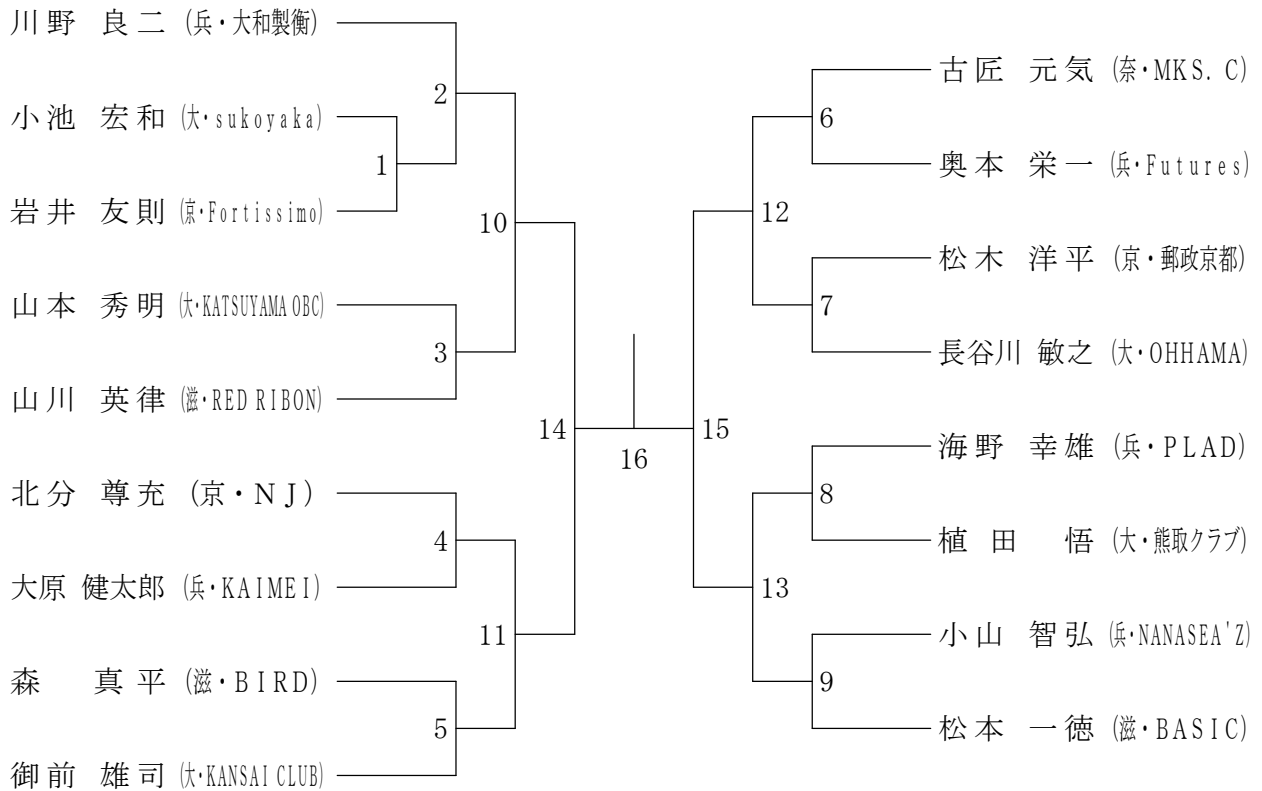 川野 良二 (兵・大和製衡)
2
小池 宏和 (大・sukoyaka)
1
岩井 友則 (京・Fortissimo)
10
山本 秀明 (大・KATSUYAMA OBC)
3
山川 英律 (滋・RED RIBON)
14
北分 尊充 (京・NJ)
4
大原 健太郎 (兵・KAIMEI)
11
森 真平 (滋・BIRD)
5
御前 雄司 (大・KANSAI CLUB)
16
古匠 元気 (奈・MKS.C)
6
奥本 栄一 (兵・Futures)
12
松木 洋平 (京・郵政京都)
7
長谷川 敏之 (大・OHHAMA)
15
海野 幸雄 (兵・PLAD)
8
植田 悟 (大・熊取クラブ)
13
小山 智弘 (兵・NANASEA'Z)
9
松本 一徳 (滋・BASIC)